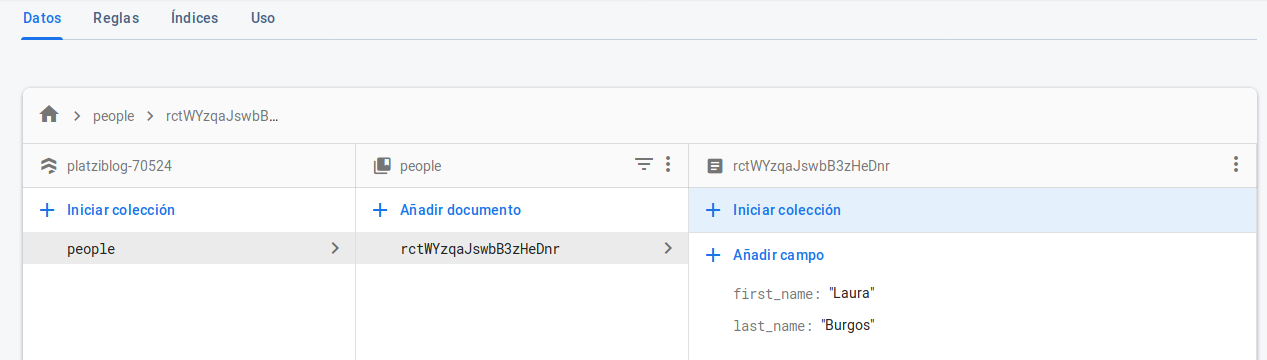 Datos Reglas Índices Uso
people rctWYzqaJswbB...
platziblog-70524 people rctWYzqaJswbB3zHeDnr
Iniciar colección Añadir documento Iniciar colección
people rctWYzqaJswbB3zHeDnr
Añadir campo
first_name: "Laura"
last_name: "Burgos"